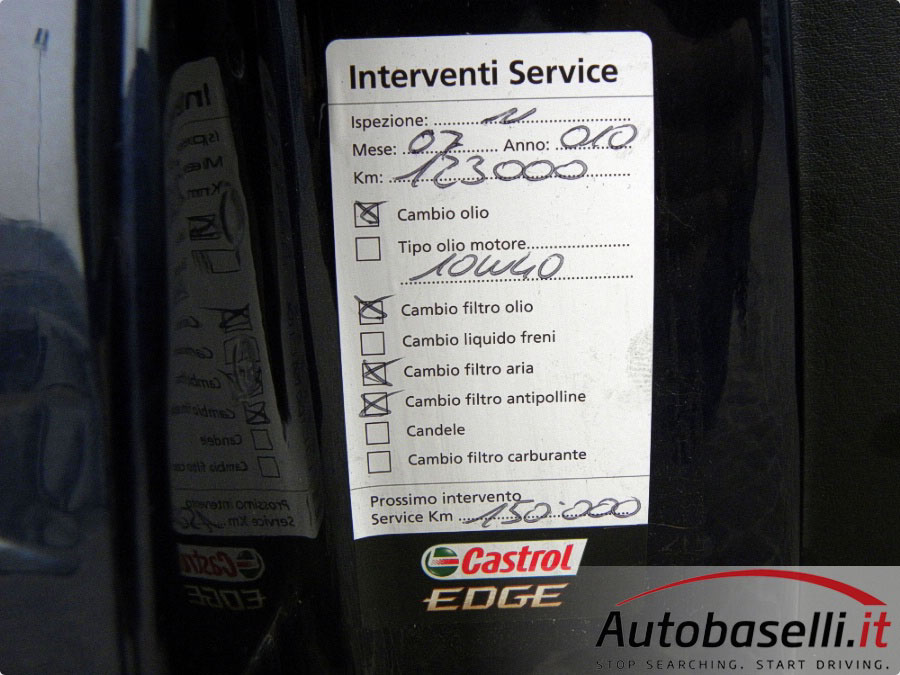 Interventi Service
Ispezione:
Mese: 07 Anno: 010
Km: 123000
Cambio olio
Tipo olio motore
10W40
Cambio filtro olio
Cambio liquido freni
Cambio filtro aria
Cambio filtro antipolline
Candele
Cambio filtro carburante
Prossimo intervento
Service Km 150.000
Castrol
EDGE
Autobaselli.it
STOP SEARCHING. START DRIVING.